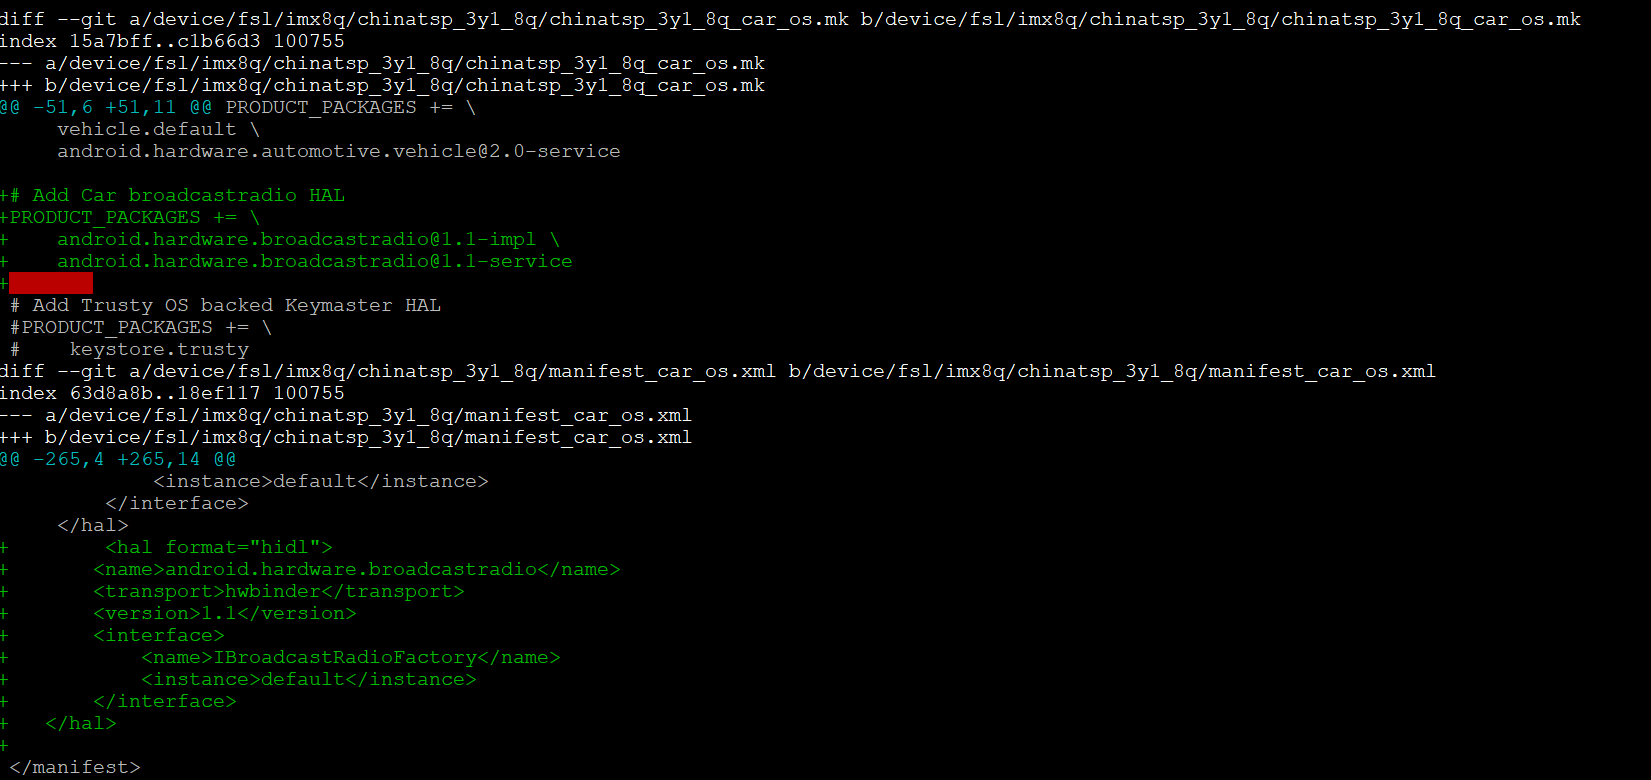 diff --git a/device/fsl/imx8q/chinatsp_3y1_8q/chinatsp_3y1_8q_car_os.mk b/device/fsl/imx8q/chinatsp_3y1_8q/chinatsp_3y1_8q_car_os.mk
index 15a7bff..c1b66d3 100755
--- a/device/fsl/imx8q/chinatsp_3y1_8q/chinatsp_3y1_8q_car_os.mk
+++ b/device/fsl/imx8q/chinatsp_3y1_8q/chinatsp_3y1_8q_car_os.mk
@@ -51,6 +51,11 @@ PRODUCT_PACKAGES += \
     vehicle.default \
     android.hardware.automotive.vehicle@2.0-service

+# Add Car broadcastradio HAL
+PRODUCT_PACKAGES += \
+    android.hardware.broadcastradio@1.1-impl \
+    android.hardware.broadcastradio@1.1-service
+
 # Add Trusty OS backed Keymaster HAL
 #PRODUCT_PACKAGES += \
 #    keystore.trusty
diff --git a/device/fsl/imx8q/chinatsp_3y1_8q/manifest_car_os.xml b/device/fsl/imx8q/chinatsp_3y1_8q/manifest_car_os.xml
index 63d8a8b..18ef117 100755
--- a/device/fsl/imx8q/chinatsp_3y1_8q/manifest_car_os.xml
+++ b/device/fsl/imx8q/chinatsp_3y1_8q/manifest_car_os.xml
@@ -265,4 +265,14 @@
             <instance>default</instance>
         </interface>
     </hal>
+        <hal format="hidl">
+       <name>android.hardware.broadcastradio</name>
+       <transport>hwbinder</transport>
+       <version>1.1</version>
+       <interface>
+           <name>IBroadcastRadioFactory</name>
+           <instance>default</instance>
+       </interface>
+   </hal>
+
 </manifest>